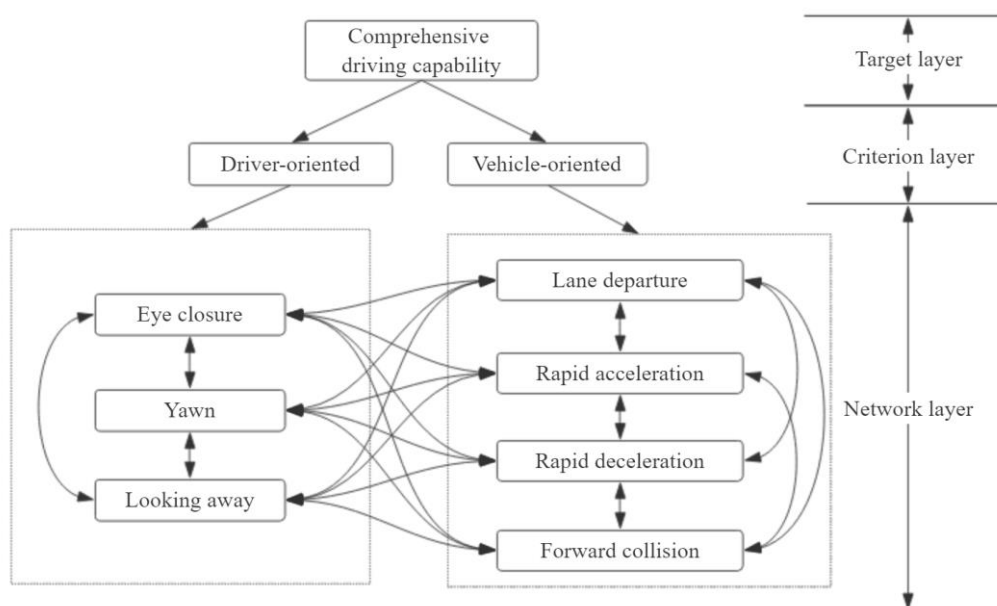 Comprehensive
driving capability
Target layer
Driver-oriented
Vehicle-oriented
Criterion layer
Eye closure
Yawn
Looking away
Lane departure
Rapid acceleration
Rapid deceleration
Forward collision
Network layer